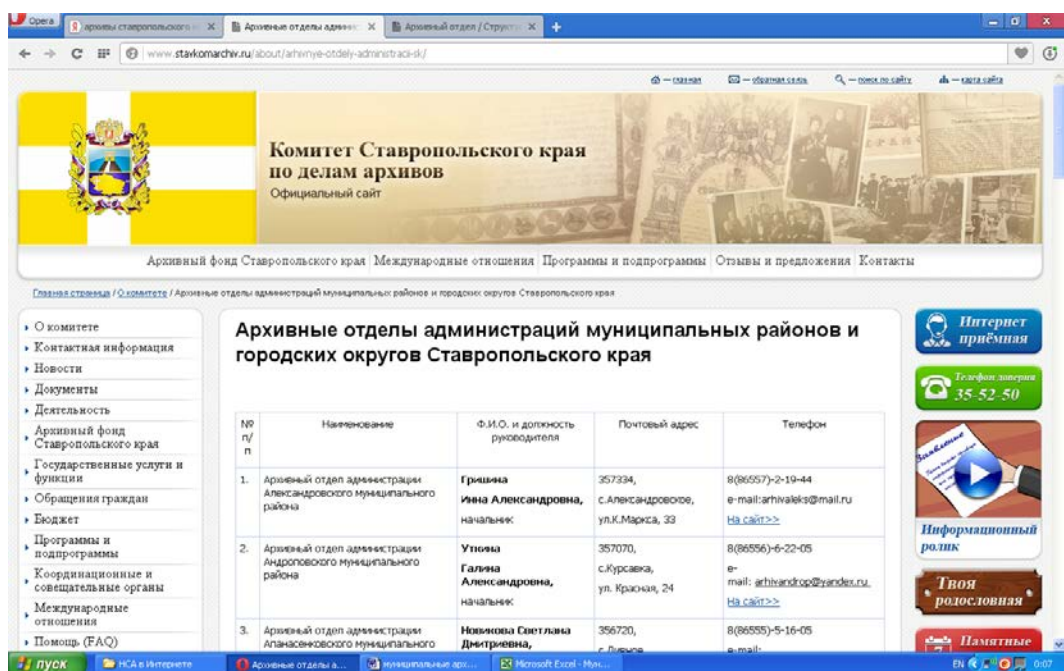 Opera
архивы ставропольского
Архивные отделы админис
Архивный отдел / Структу
www.stavkomarchiv.ru/about/arhivnye-otdely-administracii-sk/
— главная
— обратная связь
— поиск по сайту
— карта сайта
Комитет Ставропольского края
по делам архивов
Официальный сайт
Архивный фонд Ставропольского края Международные отношения Программы и подпрограммы Отзывы и предложения Контакты
Главная страница / О комитете / Архивные отделы администраций муниципальных районов и городских округов Ставропольского края
О комитете
Контактная информация
Новости
Документы
Деятельность
Архивный фонд
Ставропольского края
Государственные услуги и
функции
Обращения граждан
Бюджет
Программы и
подпрограммы
Координационные и
совещательные органы
Международные
отношения
Помощь (FAQ)
Архивные отделы администраций муниципальных районов и
городских округов Ставропольского края
№
п/
п
Наименование
Ф.И.О. и должность
руководителя
Почтовый адрес
Телефон
1.
Архивный отдел администрации
Александровского муниципального
района
Гришина
Инна Александровна,
начальник
357334,
с.Александровское,
ул.К.Маркса, 33
8(86557)-2-19-44
e-mail:arhivaleks@mail.ru
На сайт>>
2.
Архивный отдел администрации
Андроповского муниципального
района
Уткина
Галина
Александровна,
начальник
357070,
с.Курсавка,
ул. Красная, 24
8(86556)-6-22-05
e-
mail: arhivandrop@yandex.ru
На сайт>>
3.
Архивный отдел администрации
Апанасенковского муниципального
Новикова Светлана
Дмитриевна,
356720,
с.Дивное
8(86555)-5-16-05
e-mail:
Интернет
приёмная
Телефон доверия
35-52-50
Заявление
Информационный
ролик
Твоя
родословная
Памятные
7
пуск
НСА в Интернете
Архивные отделы а...
муниципальные арх...
Microsoft Excel - Мун...
EN
0:07